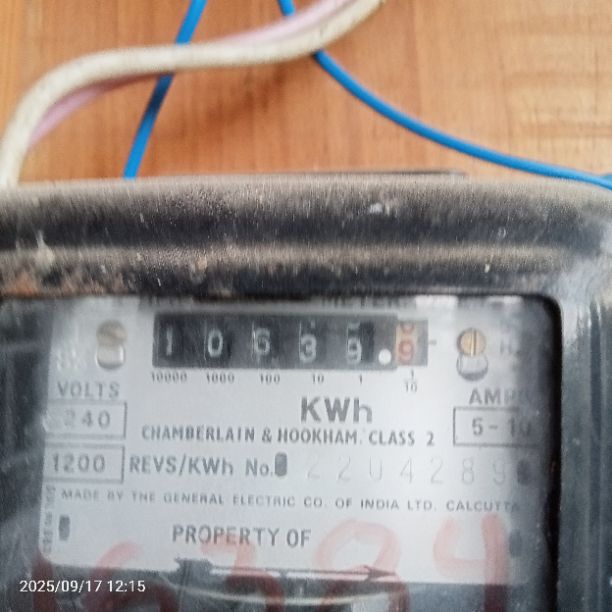 1 0 6 3 9 . 9
10000 1000 100 10 1 1/10
KWh
VOLTS
240
AMP
5 - 10
CHAMBERLAIN & HOOKHAM. CLASS 2
1200 REVS/KWh No. 2204289
MADE BY THE GENERAL ELECTRIC CO. OF INDIA LTD. CALCUTTA
PROPERTY OF
2025/09/17 12:15